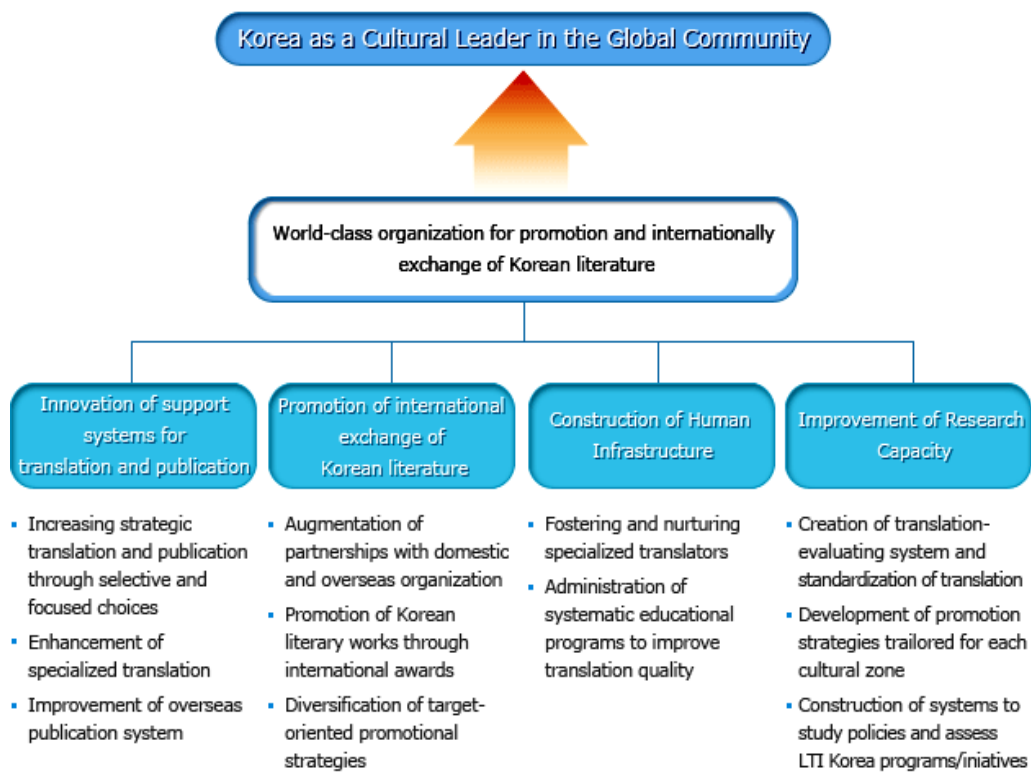 Korea as a Cultural Leader in the Global Community
World-class organization for promotion and internationally
exchange of Korean literature
Innovation of support
systems for
translation and publication
Promotion of international
exchange of
Korean literature
Construction of Human
Infrastructure
Improvement of Research
Capacity
Increasing strategic
translation and publication
through selective and
focused choices
Enhancement of
specialized translation
Improvement of overseas
publication system
Augmentation of
partnerships with domestic
and overseas organization
Promotion of Korean
literary works through
international awards
Diversification of target-
oriented promotional
strategies
Fostering and nurturing
specialized translators
Administration of
systematic educational
programs to improve
translation quality
Creation of translation-
evaluating system and
standardization of translation
Development of promotion
strategies trailored for each
cultural zone
Construction of systems to
study policies and assess
LTI Korea programs/iniatives